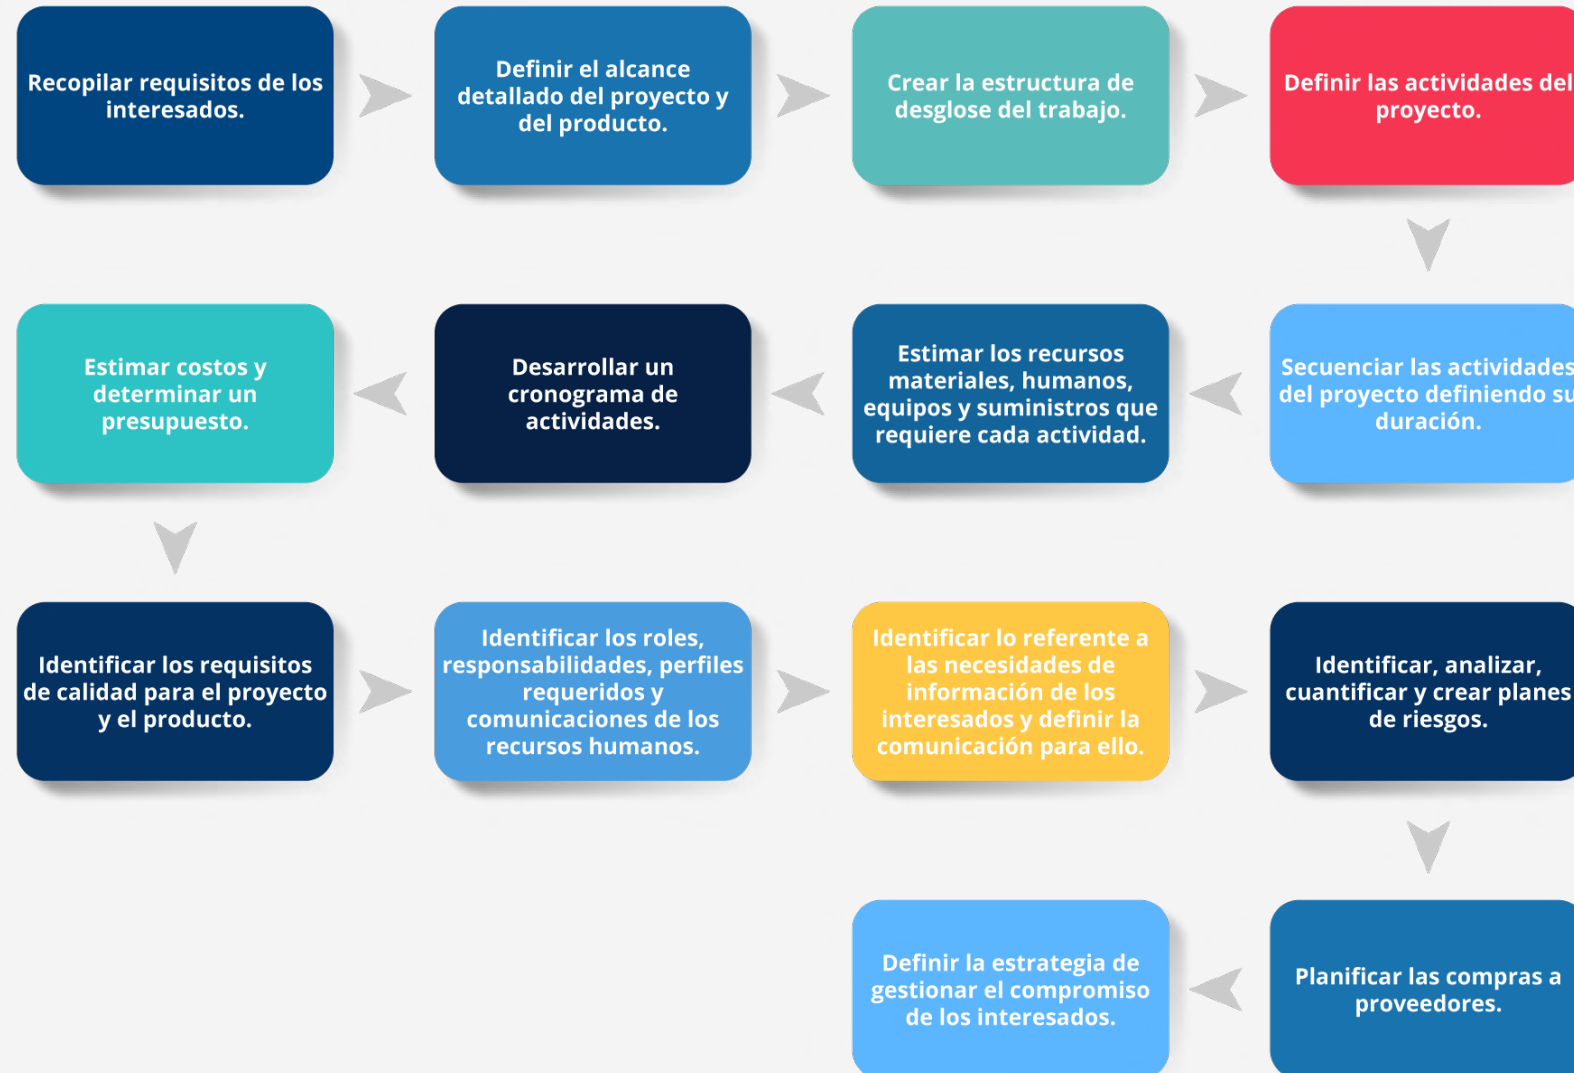 Recopilar requisitos de los
interesados.
Definir el alcance
detallado del proyecto y
del producto.
Crear la estructura de
desglose del trabajo.
Definir las actividades del
proyecto.
Secuenciar las actividades
del proyecto definiendo su
duración.
Estimar los recursos
materiales, humanos,
equipos y suministros que
requiere cada actividad.
Desarrollar un
cronograma de
actividades.
Estimar costos y
determinar un
presupuesto.
Identificar los requisitos
de calidad para el proyecto
y el producto.
Identificar los roles,
responsabilidades, perfiles
requeridos y
comunicaciones de los
recursos humanos.
Identificar lo referente a
las necesidades de
información de los
interesados y definir la
comunicación para ello.
Identificar, analizar,
cuantificar y crear planes
de riesgos.
Planificar las compras a
proveedores.
Definir la estrategia de
gestionar el compromiso
de los interesados.